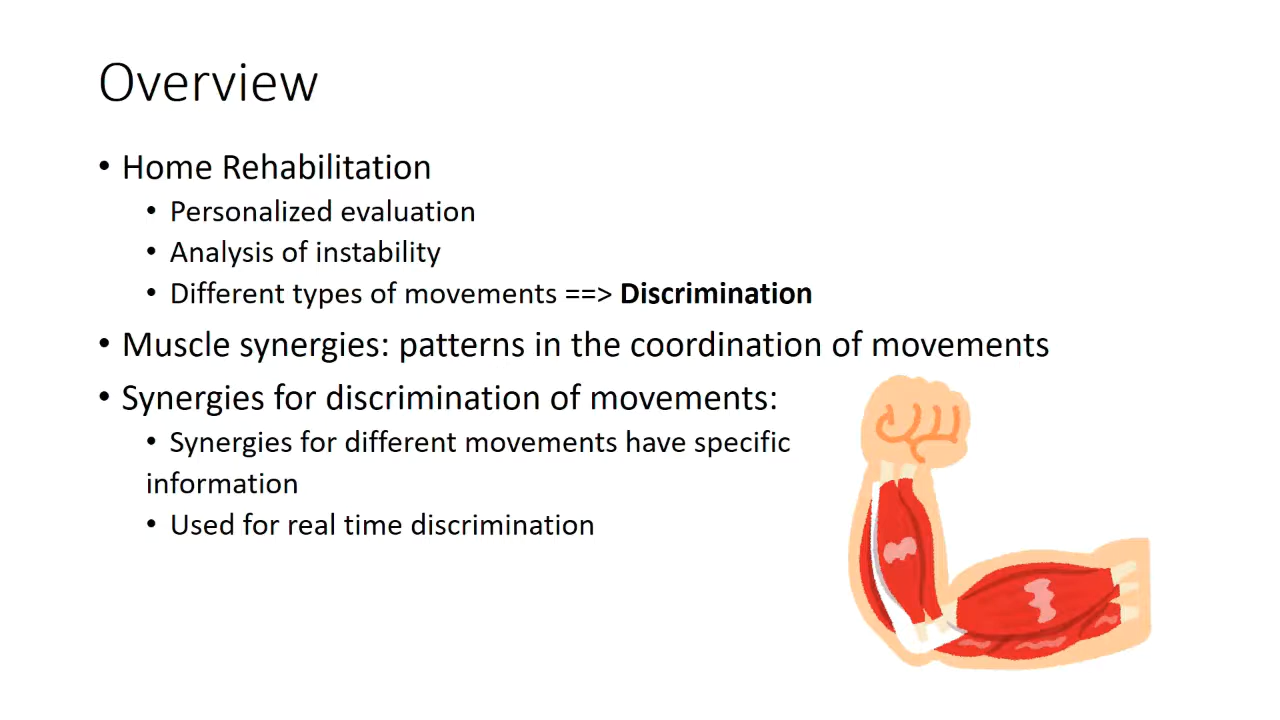 Overview
• Home Rehabilitation
• Personalized evaluation
• Analysis of instability
• Different types of movements ==> Discrimination
• Muscle synergies: patterns in the coordination of movements
• Synergies for discrimination of movements:
• Synergies for different movements have specific
information
• Used for real time discrimination